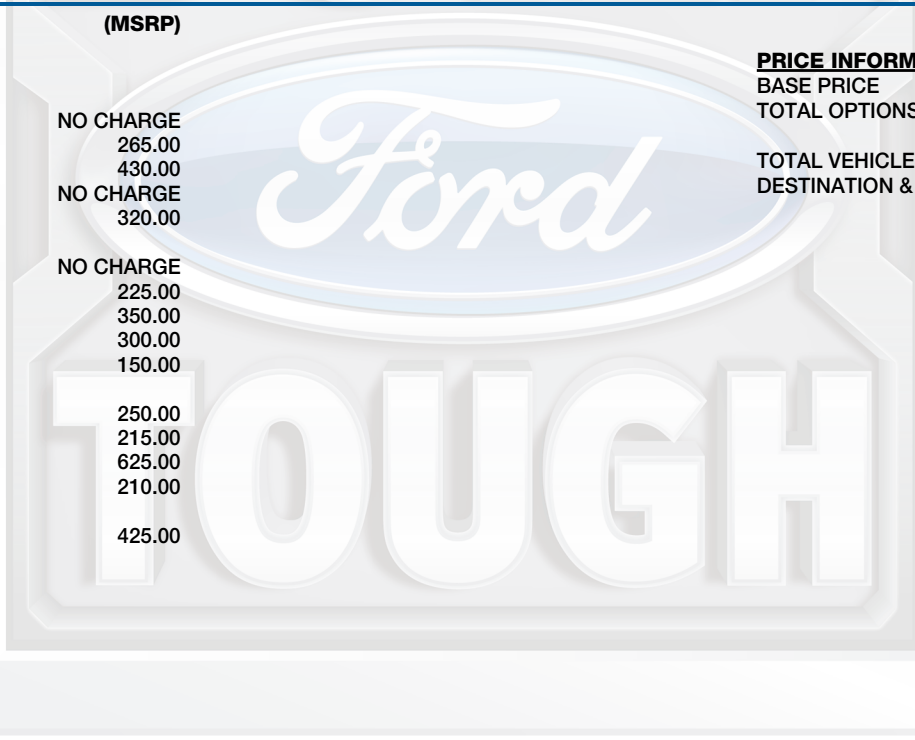 (MSRP)
NO CHARGE
265.00
430.00
NO CHARGE
320.00
NO CHARGE
225.00
350.00
300.00
150.00
250.00
215.00
625.00
210.00
425.00
PRICE INFORM
BASE PRICE
TOTAL OPTIONS
TOTAL VEHICLE
DESTINATION &
Ford
TOUGH